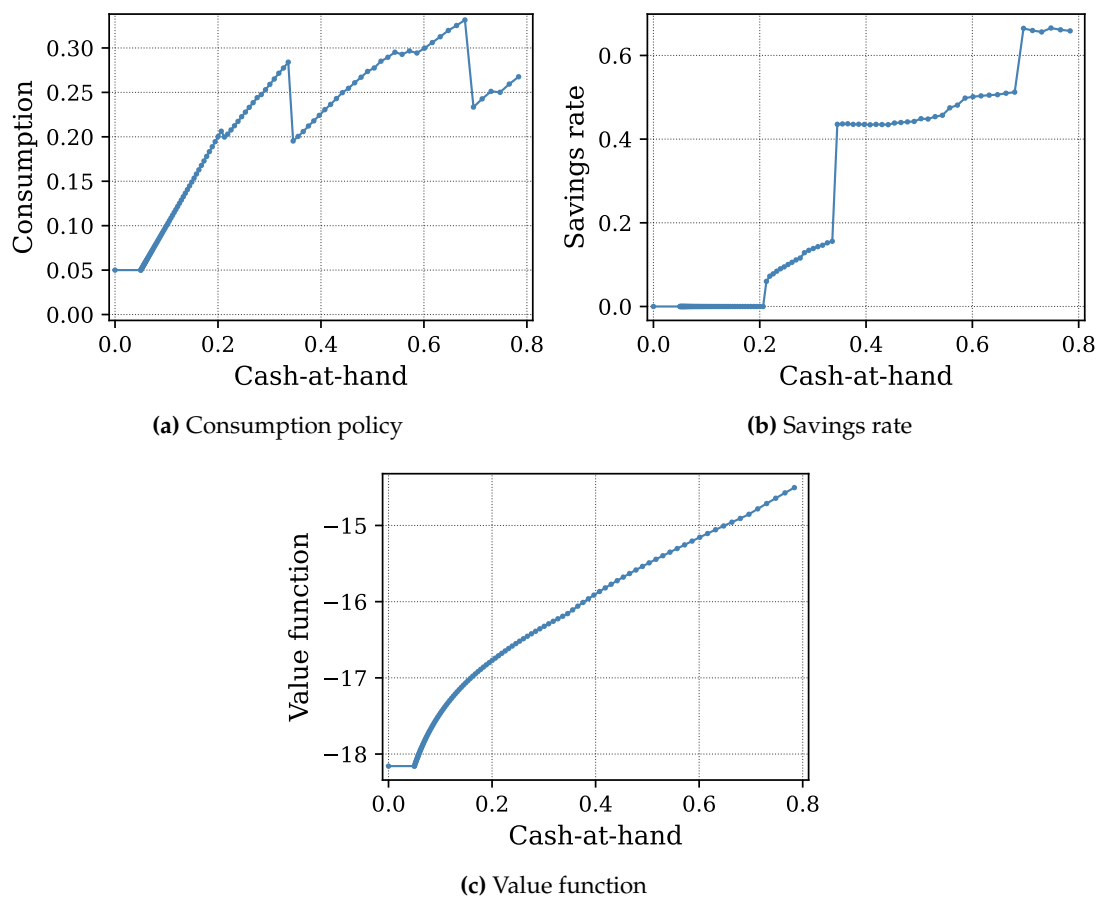 0.30
0.25
0.20
0.15
0.10
0.05
0.00
Consumption
0.0 0.2 0.4 0.6 0.8
Cash-at-hand
(a) Consumption policy
0.6
0.4
0.2
0.0
Savings rate
0.0 0.2 0.4 0.6 0.8
Cash-at-hand
(b) Savings rate
−15
−16
−17
−18
Value function
0.0 0.2 0.4 0.6 0.8
Cash-at-hand
(c) Value function